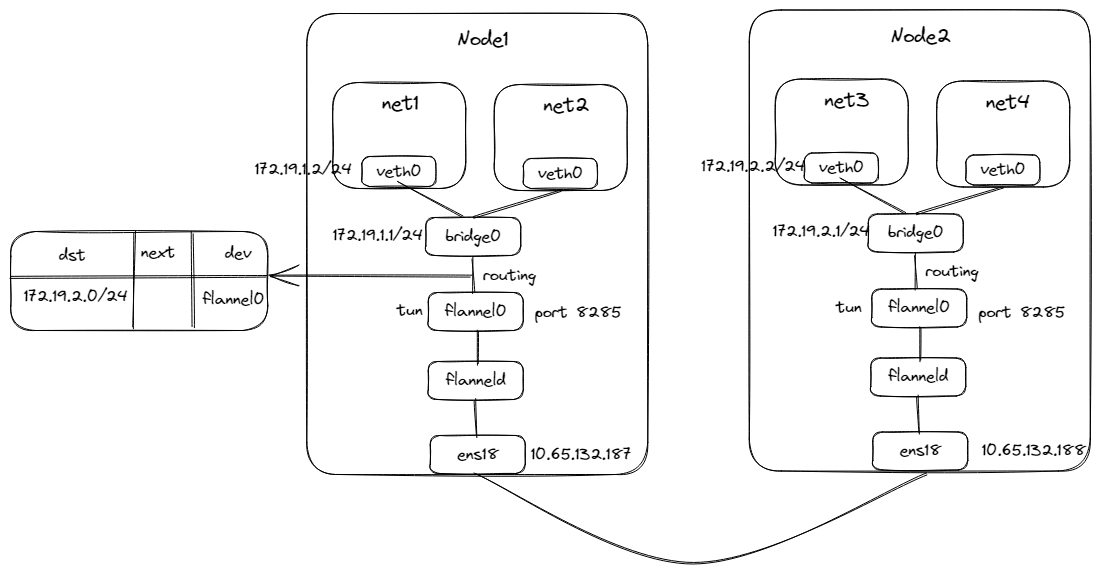 Node1
net1
net2
172.19.1.2/24
veth0
veth0
172.19.1.1/24
bridge0
routing
dst next dev
172.19.2.0/24 flannel0
tun
flannel0
port 8285
flanneld
ens18
10.65.132.187
Node2
net3
net4
172.19.2.2/24
veth0
veth0
172.19.2.1/24
bridge0
routing
tun
flannel0
port 8285
flanneld
ens18
10.65.132.188